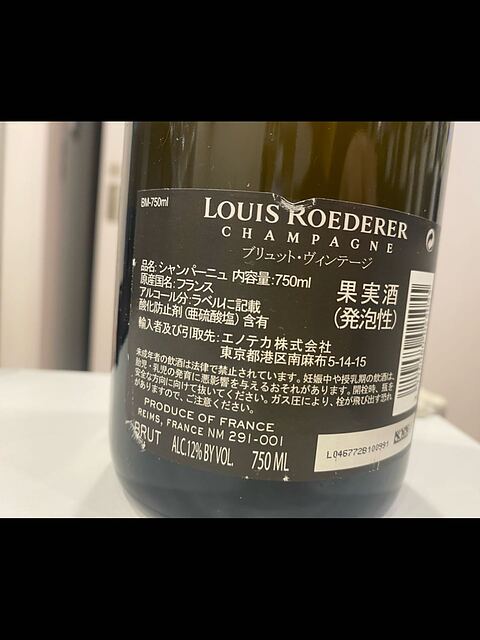 BM-750ml
LOUIS ROEDERER
CHAMPAGNE
ブリュット・ヴィンテージ
品名:シャンパーニュ 内容量:750ml
原産国名:フランス
アルコール分:ラベルに記載
酸化防止剤(亜硫酸塩)含有
果実酒
(発泡性)
輸入者及び引取先:エノテカ株式会社
東京都港区南麻布5-14-15
未成年者の飲酒は法律で禁止されています。妊娠中や授乳期の飲酒は、
胎児・乳児の発育に悪影響を与えるおそれがあります。開栓時、瓶を
安全な方向に向けて抜いてください。ガス圧により、栓が飛び出す恐れ
がありますので、ご注意ください。
PRODUCE OF FRANCE
REIMS, FRANCE NM 291-001
BRUT ALC.12% BY VOL. 750 ML
L046772B100991